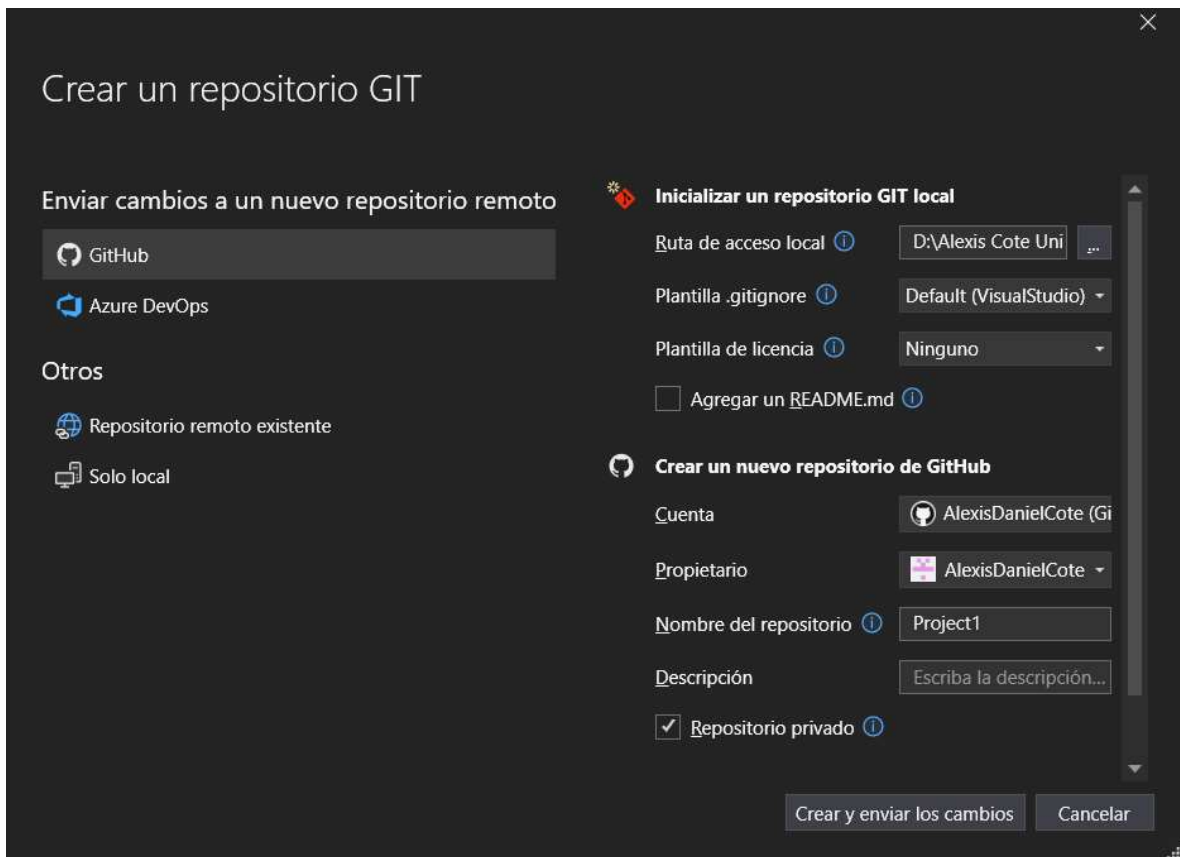 Crear un repositorio GIT
Enviar cambios a un nuevo repositorio remoto
GitHub
Azure DevOps
Otros
Repositorio remoto existente
Solo local
Inicializar un repositorio GIT local
Ruta de acceso local D:\Alexis Cote Uni ...
Plantilla .gitignore Default (VisualStudio)
Plantilla de licencia Ninguno
Agregar un README.md
Crear un nuevo repositorio de GitHub
Cuenta AlexisDanielCote (Gi
Propietario AlexisDanielCote
Nombre del repositorio Project1
Descripción Escriba la descripción...
Repositorio privado
Crear y enviar los cambios Cancelar